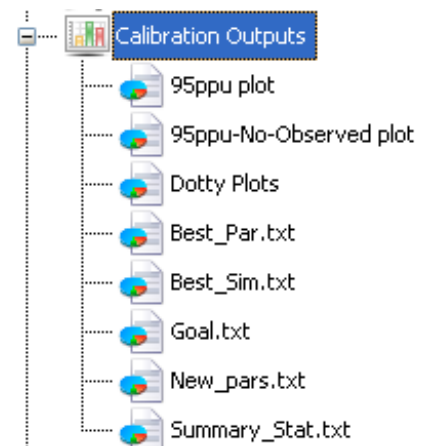 Calibration Outputs
95ppu plot
95ppu-No-Observed plot
Dotty Plots
Best_Par.txt
Best_Sim.txt
Goal.txt
New_pars.txt
Summary_Stat.txt